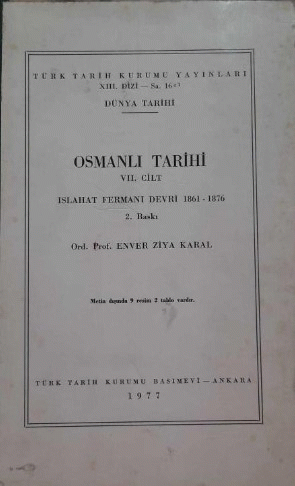 TÜRK TARİH KURUMU YAYINLARI
XIII. DİZİ — Sa. 16
DÜNYA TARİHİ
OSMANLI TARİHİ
VII. CİLT
ISLAHAT FERMANI DEVRİ 1861 - 1876
2. Baskı
Ord. Prof. ENVER ZİYA KARAL
Metin dışında 9 resim 2 tablo vardır.
TÜRK TARİH KURUMU BASIMEVİ — ANKARA
1977